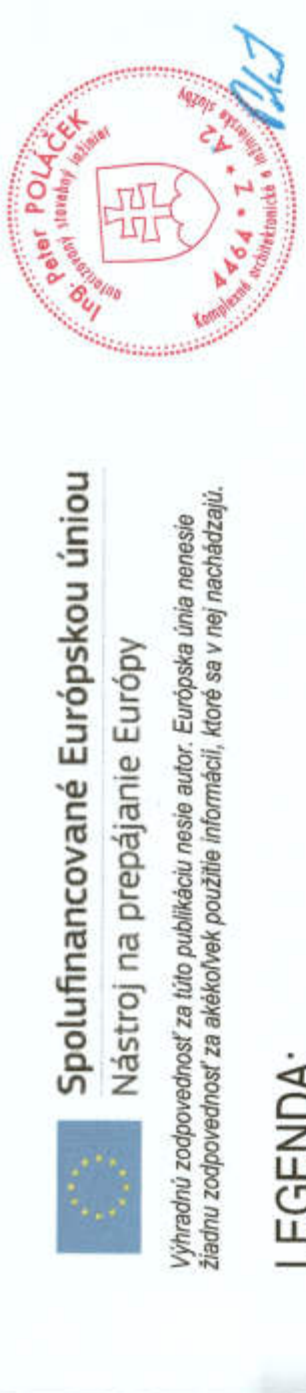 Spolufinancované Európskou úniou
Nástroj na prepájanie Európy
Výhradnú zodpovednosť za túto publikáciu nesie autor. Európska únia nenesie
žiadnu zodpovednosť za akékoľvek použitie informácií, ktoré sa v nej nachádzajú.
Ing. Peter POLÁČEK
autorizovaný stavebný inžinier
4464 * Z * A2
Komplexné architektonické a inžinierske služby
LEGENDA: